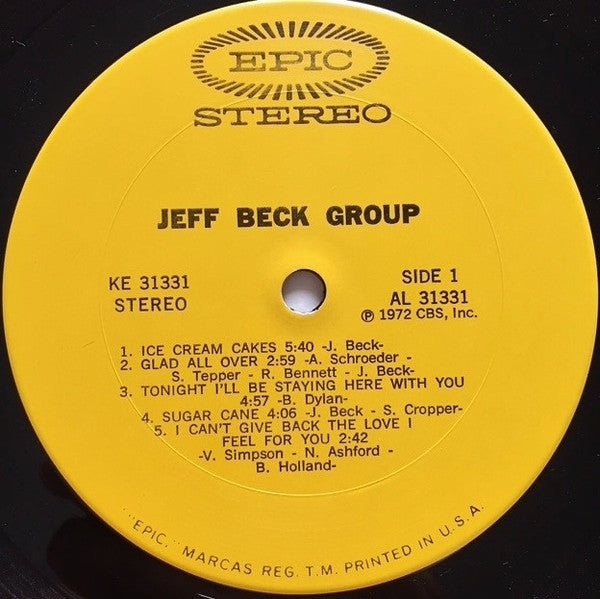 EPIC
STEREO
JEFF BECK GROUP
KE 31331
STEREO
SIDE 1
AL 31331
℗ 1972 CBS, Inc.
1. ICE CREAM CAKES 5:40 -J. Beck-
2. GLAD ALL OVER 2:59 -A. Schroeder -
S. Tepper - R. Bennett - J. Beck-
3. TONIGHT I'LL BE STAYING HERE WITH YOU
4:57 -B. Dylan-
4. SUGAR CANE 4:06 -J. Beck - S. Cropper-
5. I CAN'T GIVE BACK THE LOVE I
FEEL FOR YOU 2:42
-V. Simpson - N. Ashford -
B. Holland-
"EPIC," MARCAS REG. T.M. PRINTED IN U.S.A.